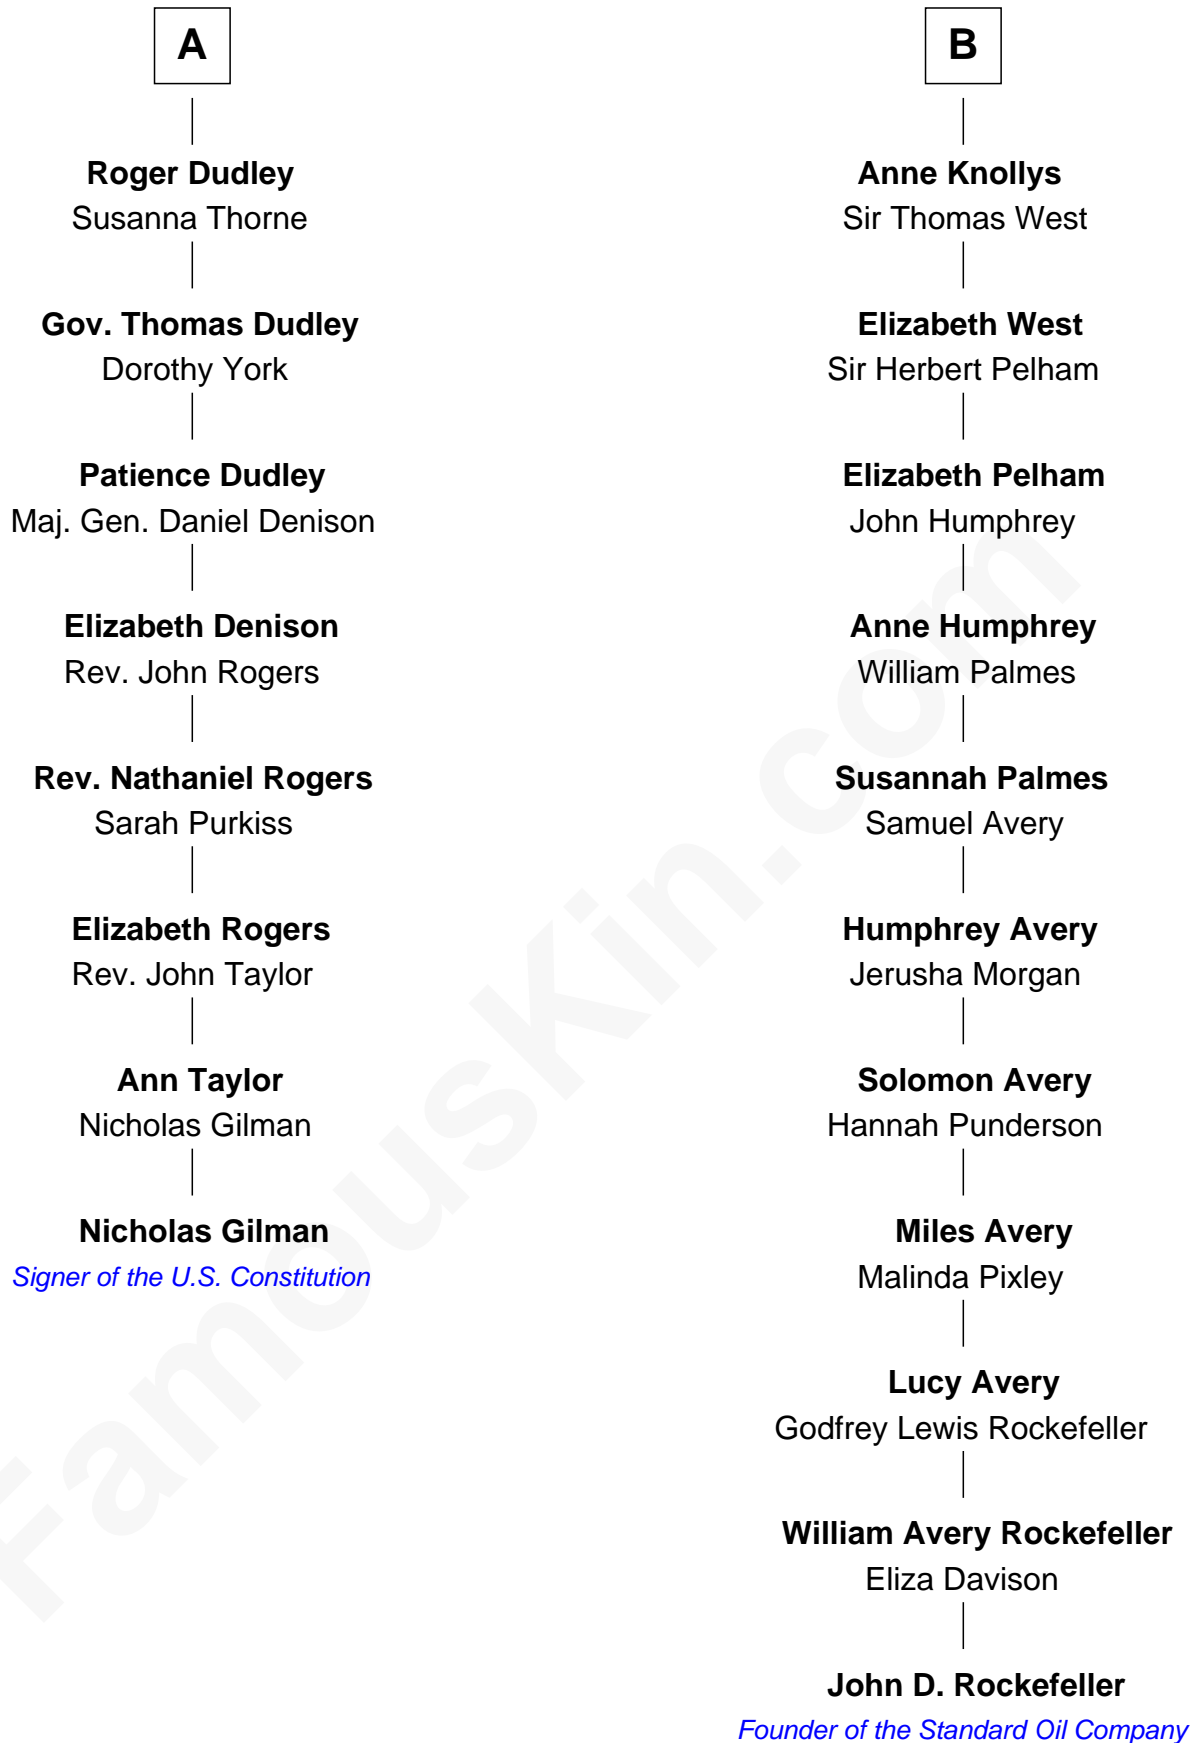 A
Roger Dudley
Susanna Thorne
Gov. Thomas Dudley
Dorothy York
Patience Dudley
Maj. Gen. Daniel Denison
Elizabeth Denison
Rev. John Rogers
Rev. Nathaniel Rogers
Sarah Purkiss
Elizabeth Rogers
Rev. John Taylor
Ann Taylor
Nicholas Gilman
Nicholas Gilman
Signer of the U.S. Constitution
B
Anne Knollys
Sir Thomas West
Elizabeth West
Sir Herbert Pelham
Elizabeth Pelham
John Humphrey
Anne Humphrey
William Palmes
Susannah Palmes
Samuel Avery
Humphrey Avery
Jerusha Morgan
Solomon Avery
Hannah Punderson
Miles Avery
Malinda Pixley
Lucy Avery
Godfrey Lewis Rockefeller
William Avery Rockefeller
Eliza Davison
John D. Rockefeller
Founder of the Standard Oil Company
FamousKin.com